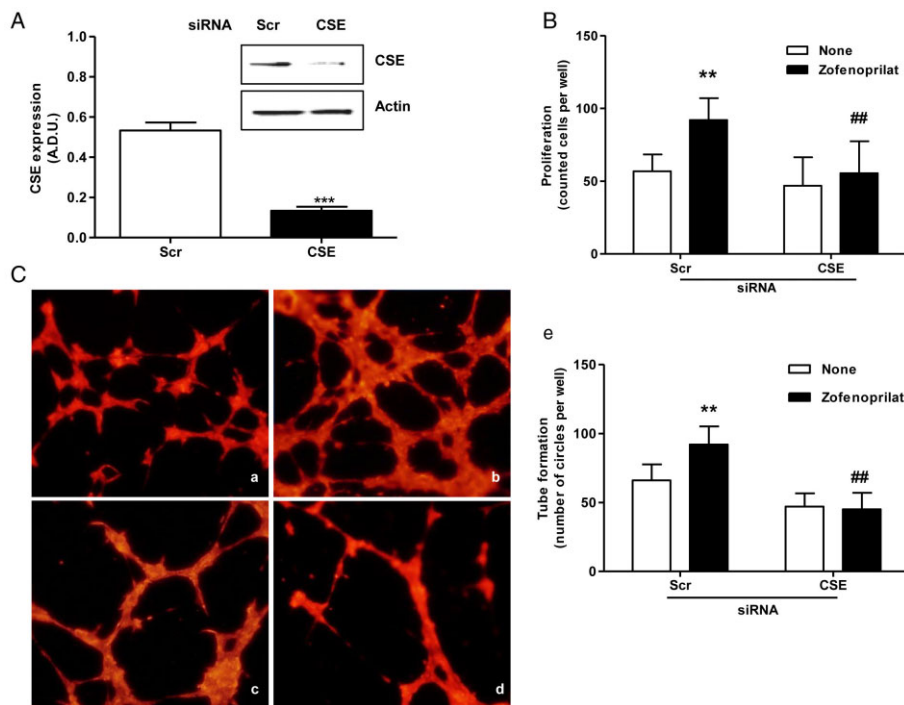 A
siRNA Scr CSE
CSE
Actin
CSE expression
(A.D.U.)
1.0
0.8
0.6
0.4
0.2
0.0
***
Scr CSE
B
None
Zofenoprilat
Proliferation
(counted cells per well)
150
100
50
0
**
##
Scr CSE
siRNA
C
a
b
c
d
e
None
Zofenoprilat
Tube formation
(number of circles per well)
150
100
50
0
**
##
Scr CSE
siRNA